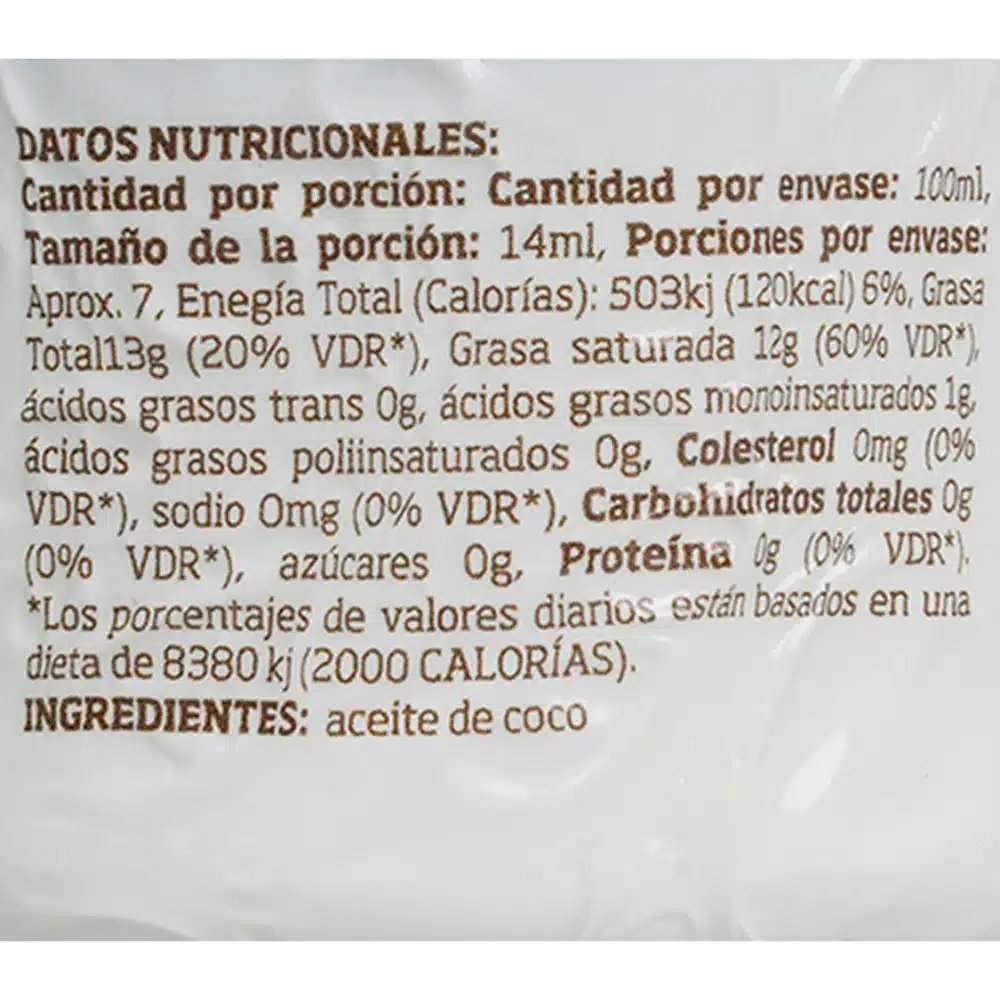 DATOS NUTRICIONALES:
Cantidad por porción: Cantidad por envase: 100ml,
Tamaño de la porción: 14ml, Porciones por envase:
Aprox. 7, Enegía Total (Calorías): 503kj (120kcal) 6%, Grasa
Total13g (20% VDR*), Grasa saturada 12g (60% VDR*),
ácidos grasos trans 0g, ácidos grasos monoinsaturados 1g,
ácidos grasos poliinsaturados 0g, Colesterol 0mg (0%
VDR*), sodio 0mg (0% VDR*), Carbohidratos totales 0g
(0% VDR*), azúcares 0g, Proteína 0g (0% VDR*).
*Los porcentajes de valores diarios están basados en una
dieta de 8380 kj (2000 CALORÍAS).
INGREDIENTES: aceite de coco